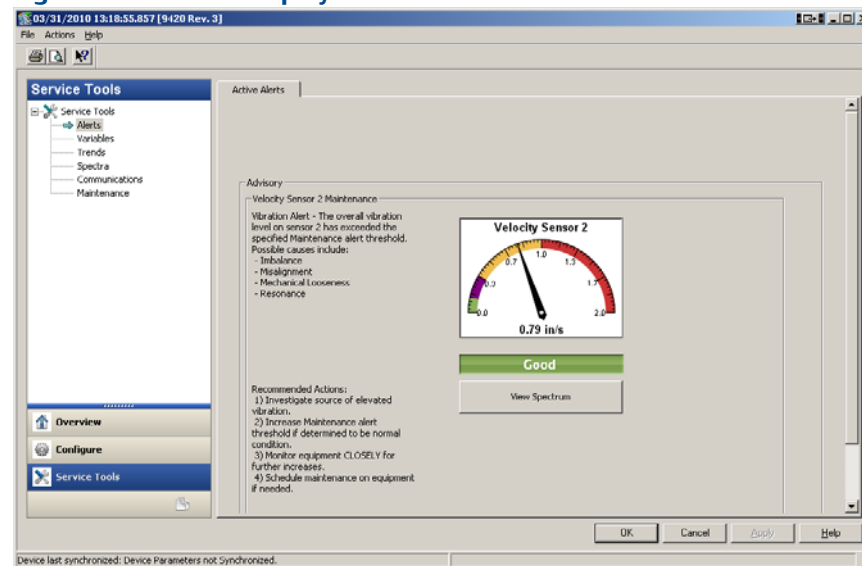 03/31/2010 13:18:55.857 [9420 Rev. 3]
File Actions Help
Service Tools
Service Tools
Alerts
Variables
Trends
Spectra
Communications
Maintenance
Overview
Configure
Service Tools
Active Alerts
Advisory
Velocity Sensor 2 Maintenance
Vibration Alert - The overall vibration
level on sensor 2 has exceeded the
specified Maintenance alert threshold.
Possible causes include:
- Imbalance
- Misalignment
- Mechanical Looseness
- Resonance
Velocity Sensor 2
0.0
0.3
0.7
1.0
1.3
1.7
2.0
0.79 in/s
Good
View Spectrum
Recommended Actions:
1) Investigate source of elevated
vibration.
2) Increase Maintenance alert
threshold if determined to be normal
condition.
3) Monitor equipment CLOSELY for
further increases.
4) Schedule maintenance on equipment
if needed.
OK Cancel Apply Help
Device last synchronized: Device Parameters not Synchronized.